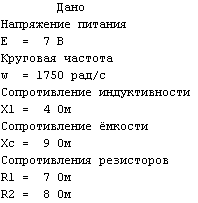 Дано
Напряжение питания
E = 7 В
Круговая частота
w = 1750 рад/с
Сопротивление индуктивности
Xl = 4 Ом
Сопротивление ёмкости
Xc = 9 Ом
Сопротивления резисторов
R1 = 7 Ом
R2 = 8 Ом